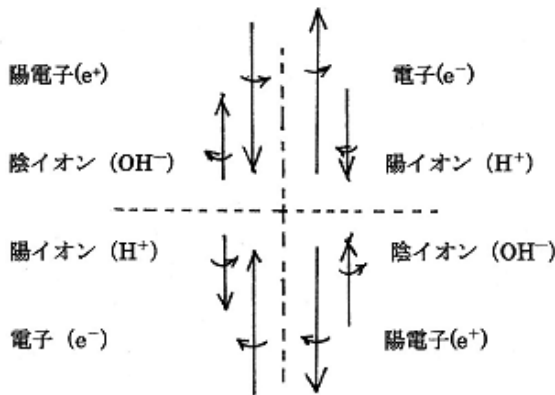 陽電子(e⁺) 電子(e⁻)
陰イオン（OH⁻） 陽イオン（H⁺）
陽イオン（H⁺） 陰イオン（OH⁻）
電子（e⁻） 陽電子(e⁺)